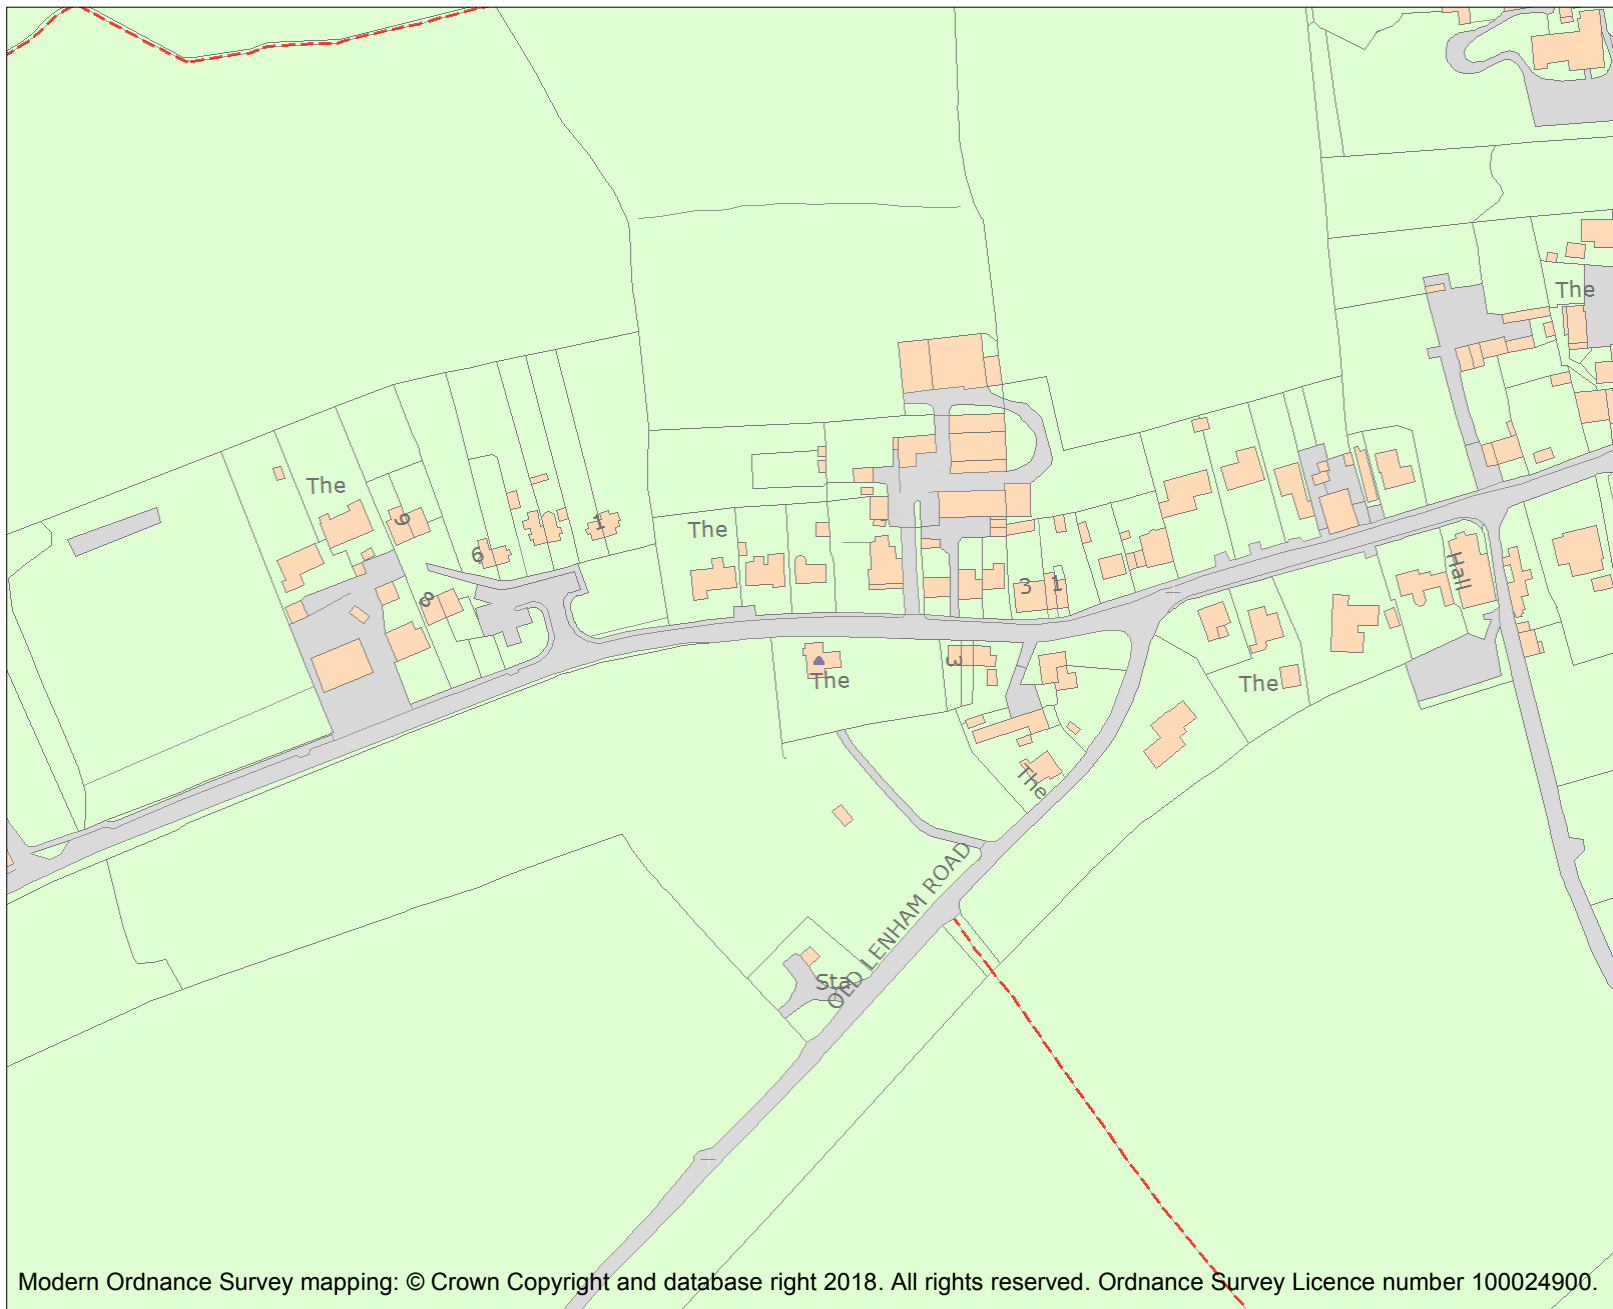 The
The
9
1
6
The
8
3
1
Hall
3
The
The
The
OLD LENHAM ROAD
Sta
Modern Ordnance Survey mapping: © Crown Copyright and database right 2018. All rights reserved. Ordnance Survey Licence number 100024900.